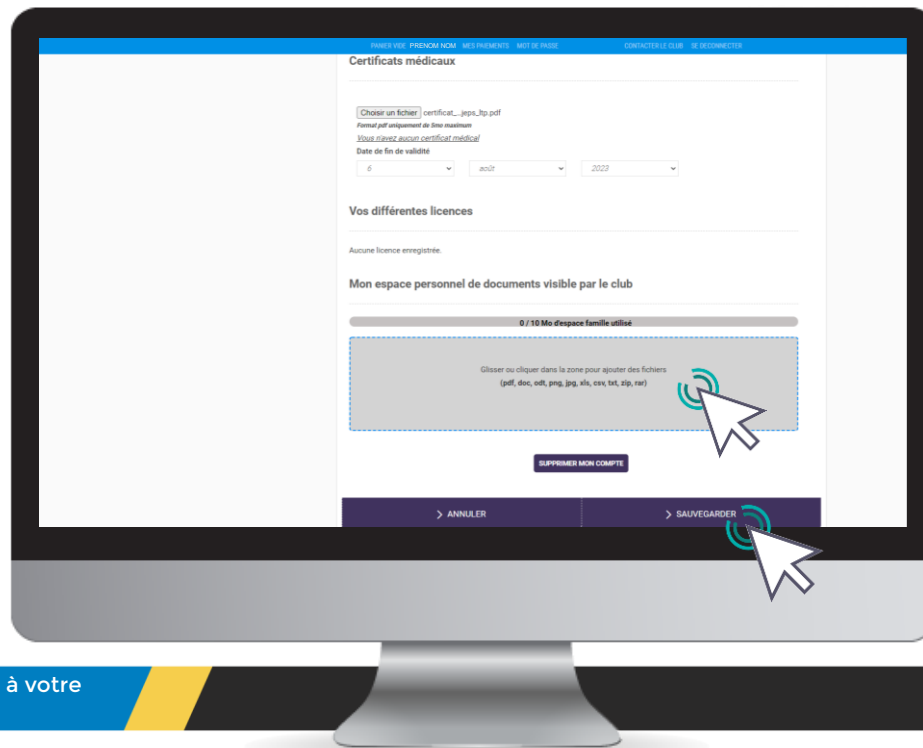 PANIER VIDE PRENOM NOM MES PAIEMENTS MOT DE PASSE CONTACTER LE CLUB SE DECONNECTER
Certificats médicaux
Choisir un fichier certificat_...jeps_ltp.pdf
Format pdf uniquement de 5mo maximum
Vous n'avez aucun certificat médical
Date de fin de validité
6 août 2023
Vos différentes licences
Aucune licence enregistrée.
Mon espace personnel de documents visible par le club
0 / 10 Mo d'espace famille utilisé
Glisser ou cliquer dans la zone pour ajouter des fichiers
(pdf, doc, odt, png, jpg, xls, csv, txt, zip, rar)
SUPPRIMER MON COMPTE
> ANNULER > SAUVEGARDER
à votre